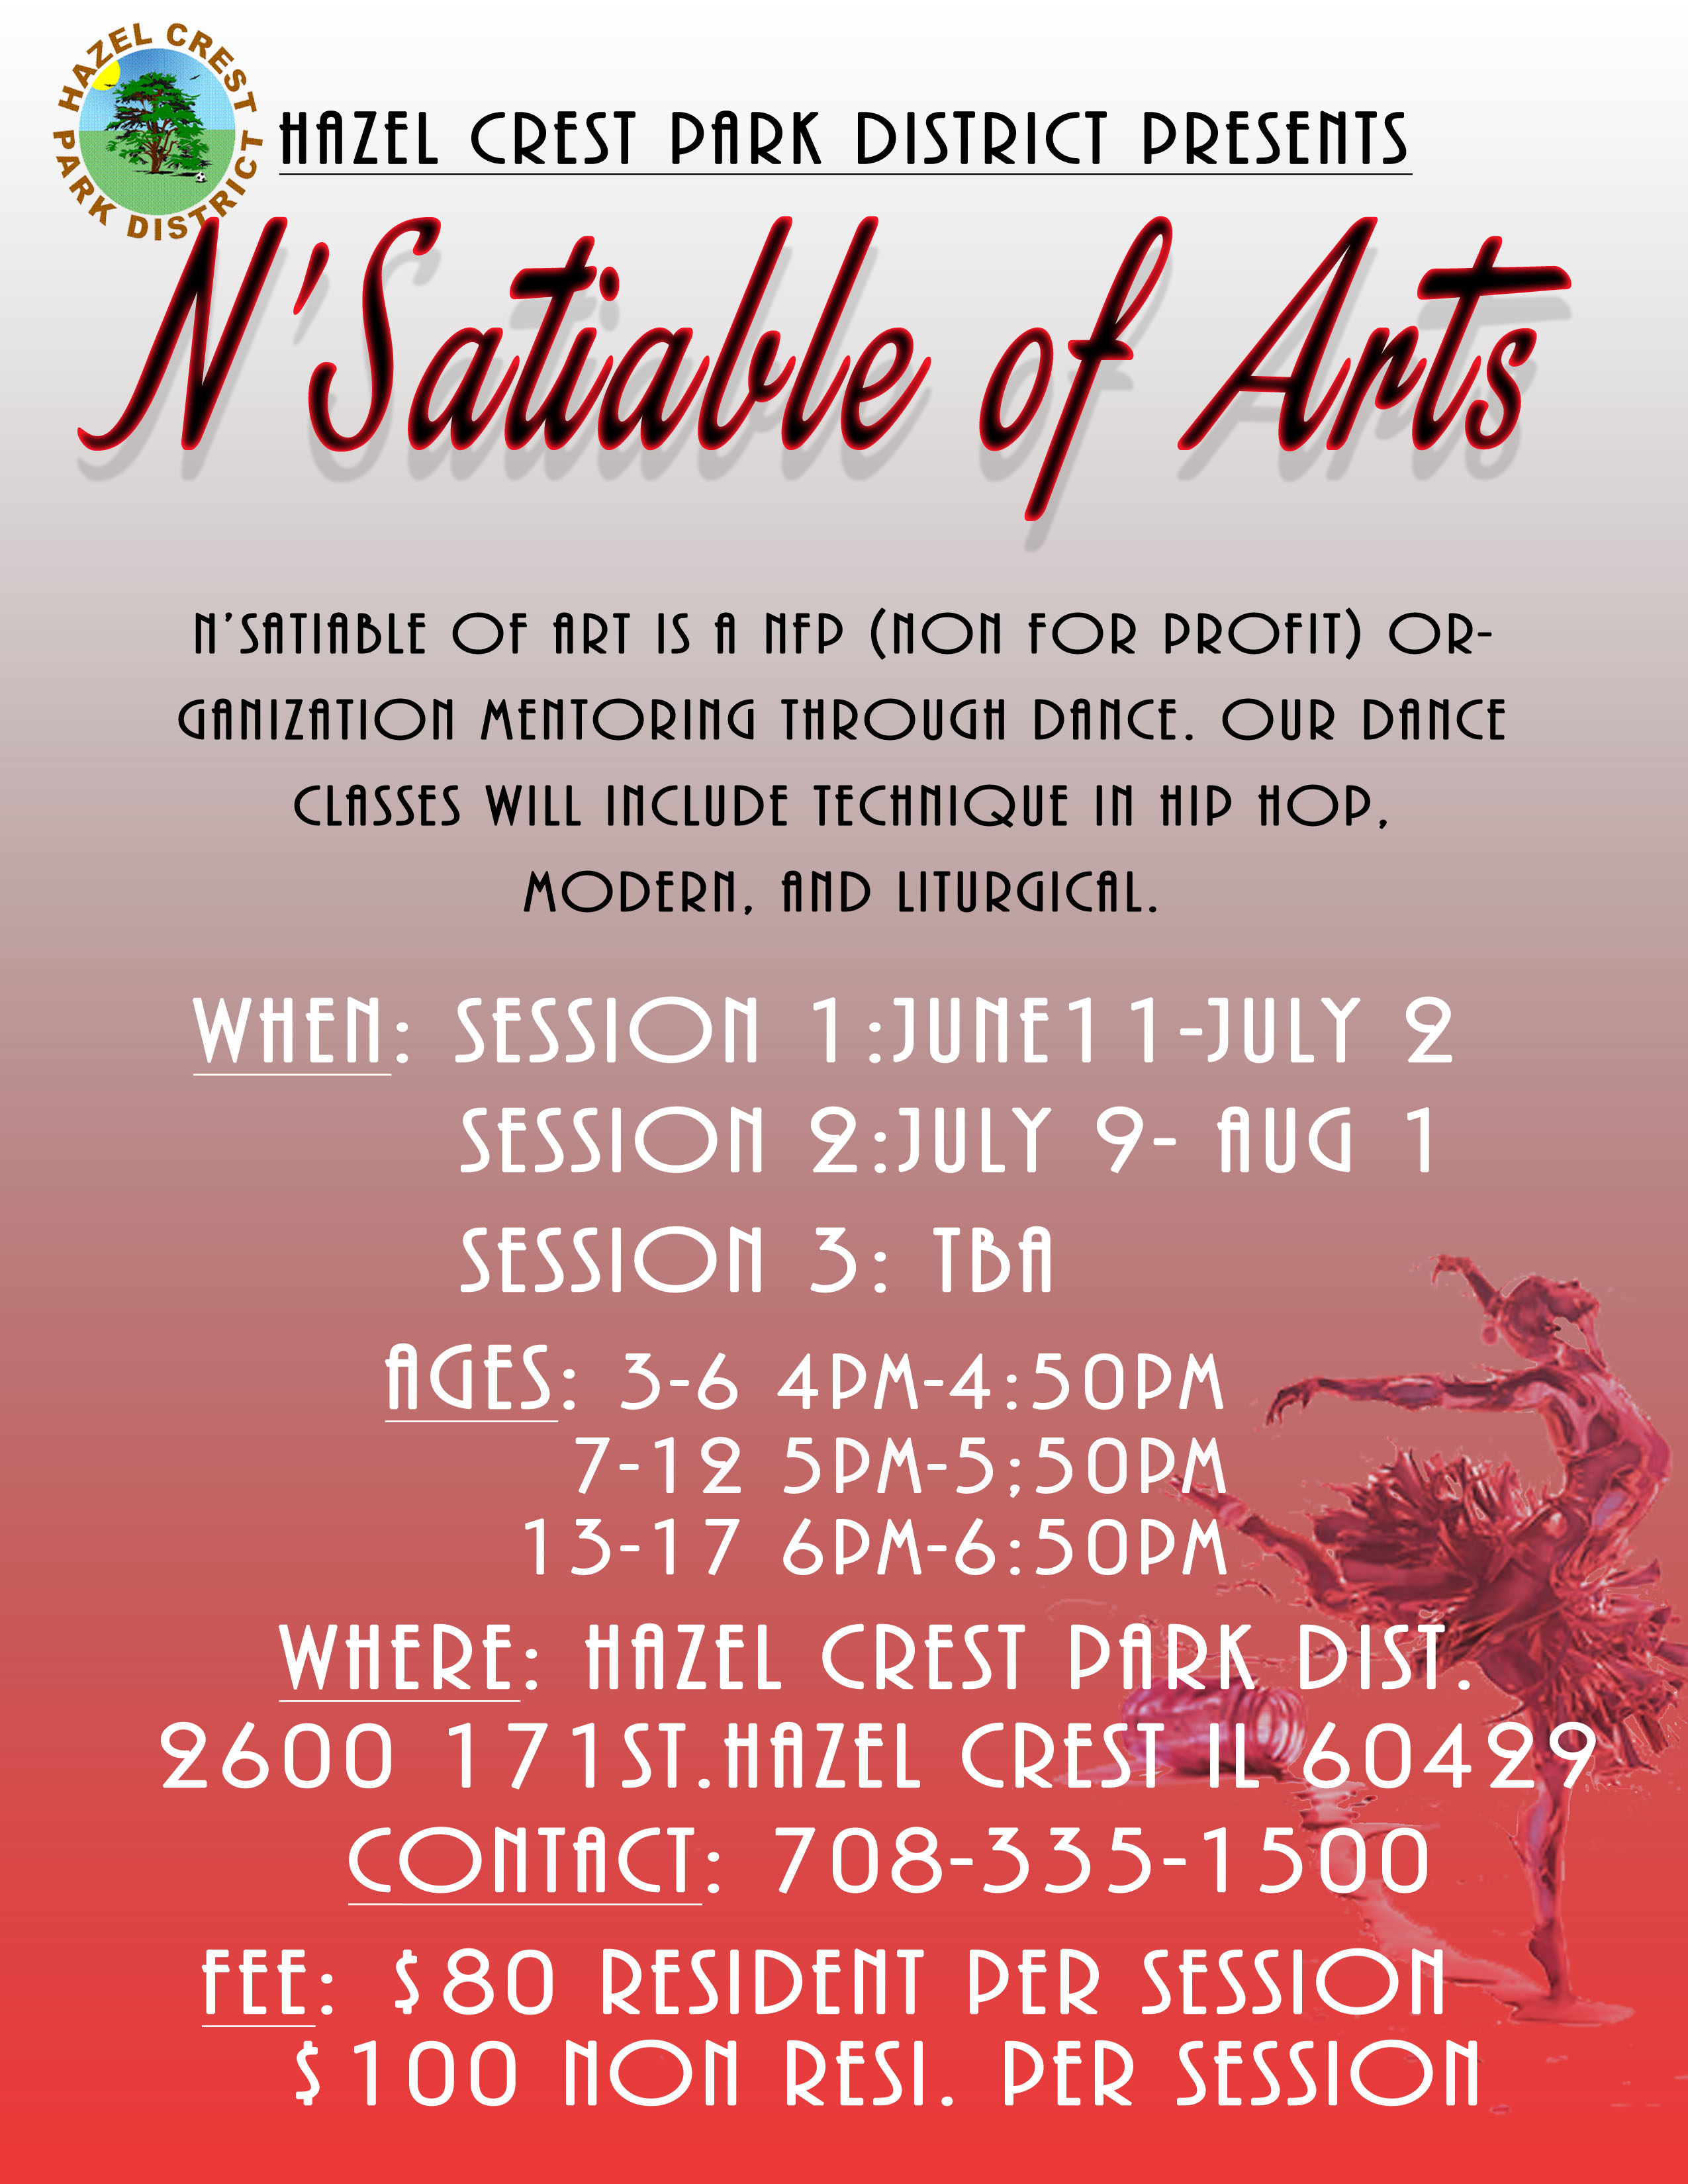 HAZEL CREST
PARK DISTRICT
HAZEL CREST PARK DISTRICT PRESENTS
N'Satiable of Arts
N'SATIABLE OF ART IS A NFP (NON FOR PROFIT) OR-
GANIZATION MENTORING THROUGH DANCE. OUR DANCE
CLASSES WILL INCLUDE TECHNIQUE IN HIP HOP,
MODERN, AND LITURGICAL.
WHEN: SESSION 1:JUNE11-JULY 2
SESSION 2:JULY 9- AUG 1
SESSION 3: TBA
AGES: 3-6 4PM-4:50PM
7-12 5PM-5;50PM
13-17 6PM-6:50PM
WHERE: HAZEL CREST PARK DIST.
2600 171ST.HAZEL CREST IL 60429
CONTACT: 708-335-1500
FEE: $80 RESIDENT PER SESSION
$100 NON RESI. PER SESSION